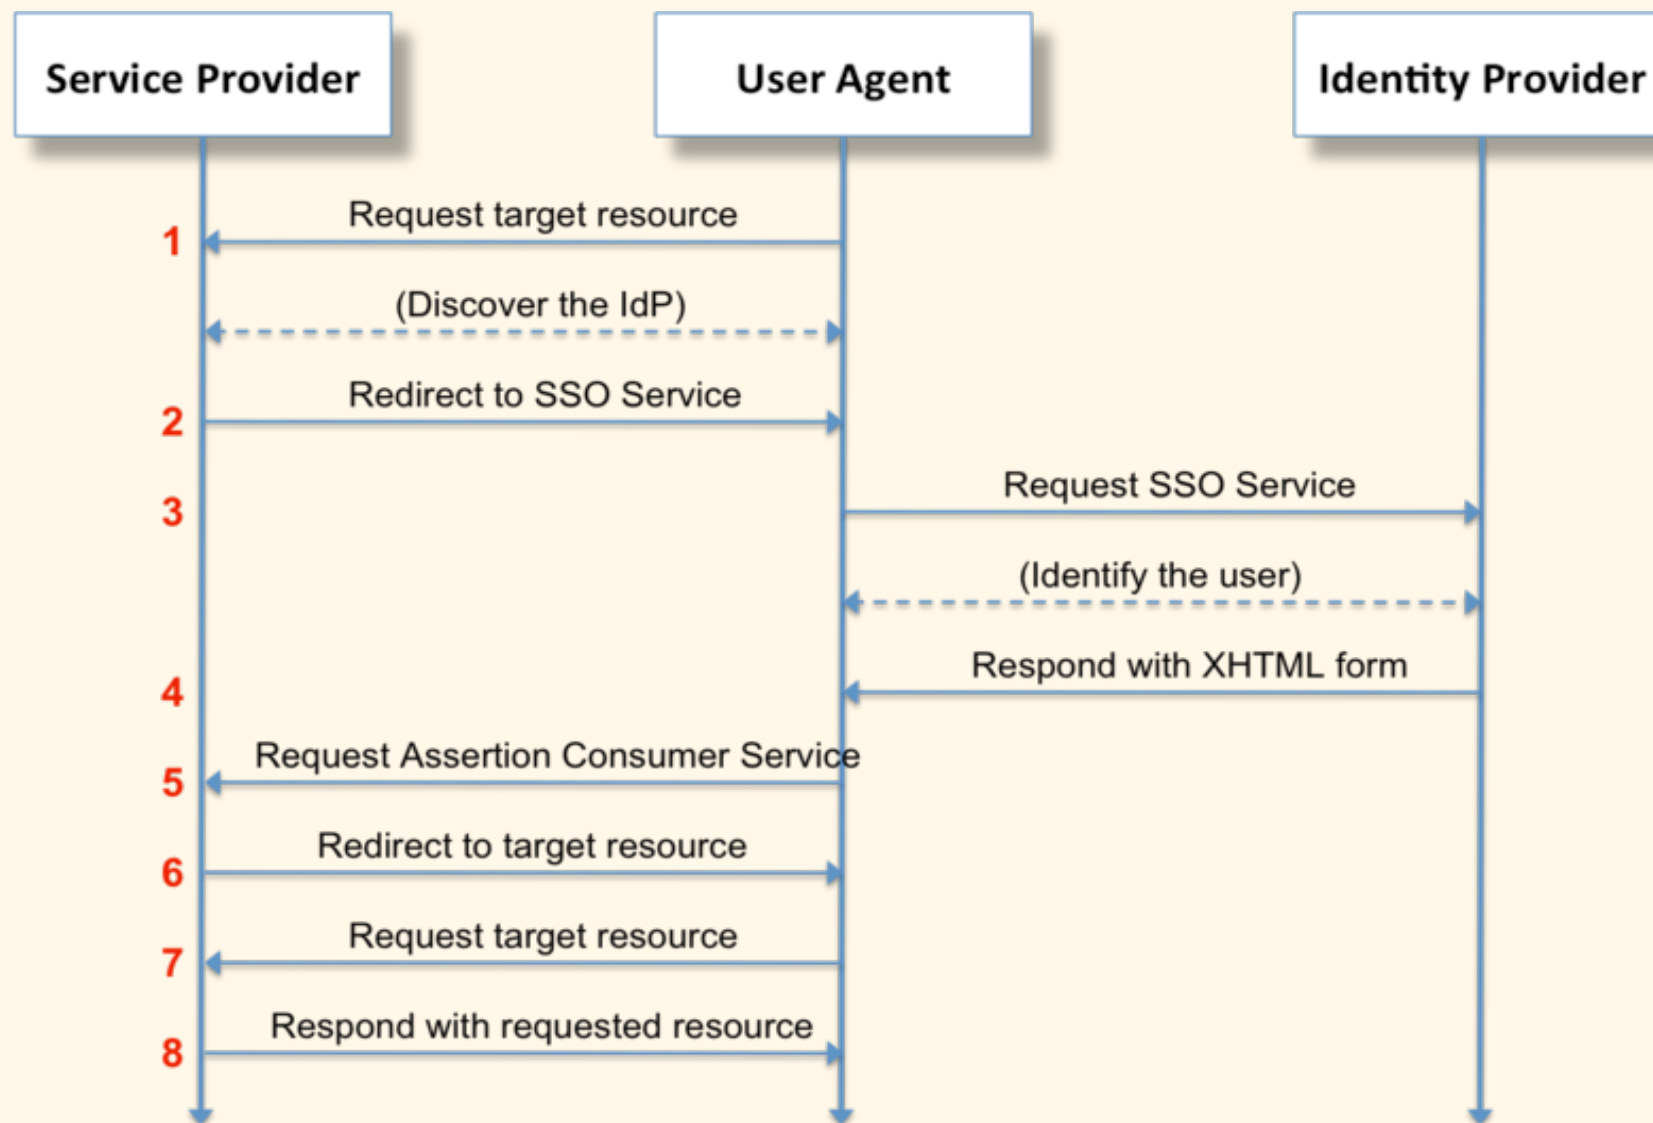 Service Provider
User Agent
Identity Provider
Request target resource
1
(Discover the IdP)
Redirect to SSO Service
2
Request SSO Service
3
(Identify the user)
Respond with XHTML form
4
Request Assertion Consumer Service
5
Redirect to target resource
6
Request target resource
7
Respond with requested resource
8